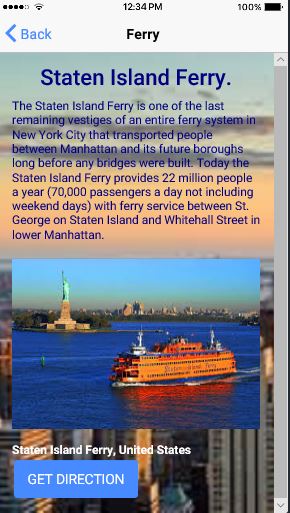 12:34 PM 100%
Back Ferry
Staten Island Ferry.
The Staten Island Ferry is one of the last
remaining vestiges of an entire ferry system in
New York City that transported people
between Manhattan and its future boroughs
long before any bridges were built. Today the
Staten Island Ferry provides 22 million people
a year (70,000 passengers a day not including
weekend days) with ferry service between St.
George on Staten Island and Whitehall Street in
lower Manhattan.
Staten Island Ferry
Staten Island Ferry, United States
GET DIRECTION